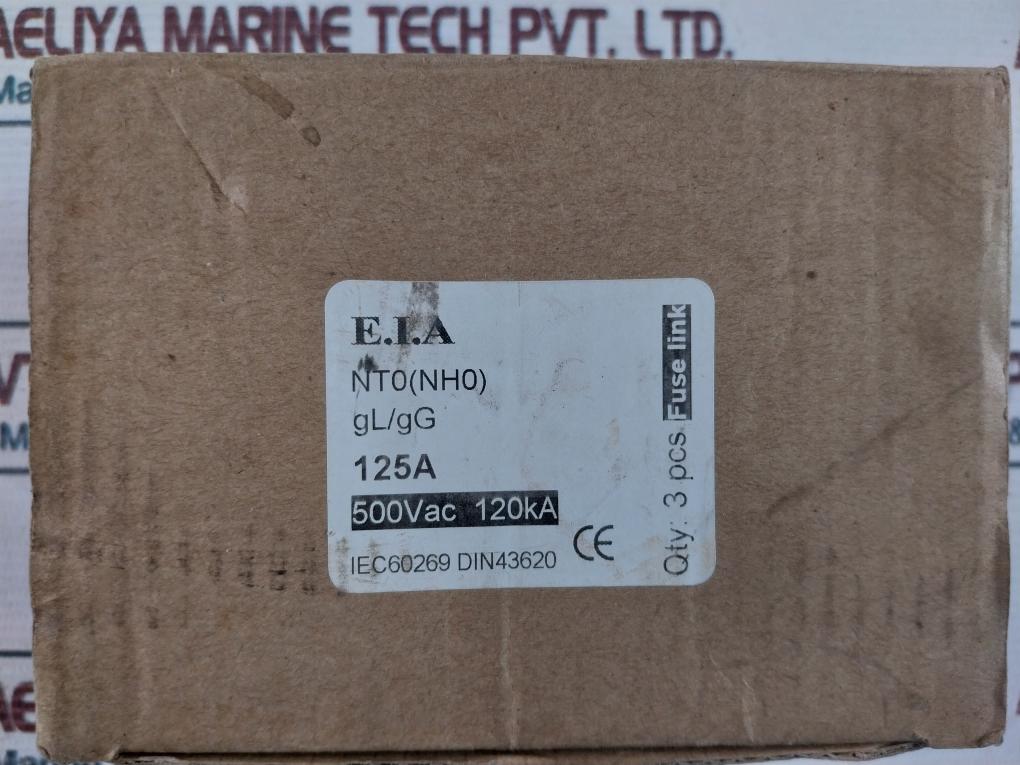 AELIYA MARINE TECH PVT. LTD.
E.I.A
NT0(NH0)
gL/gG
125A
500Vac 120kA
IEC60269 DIN43620
CE
Qty: 3 pcs Fuse link